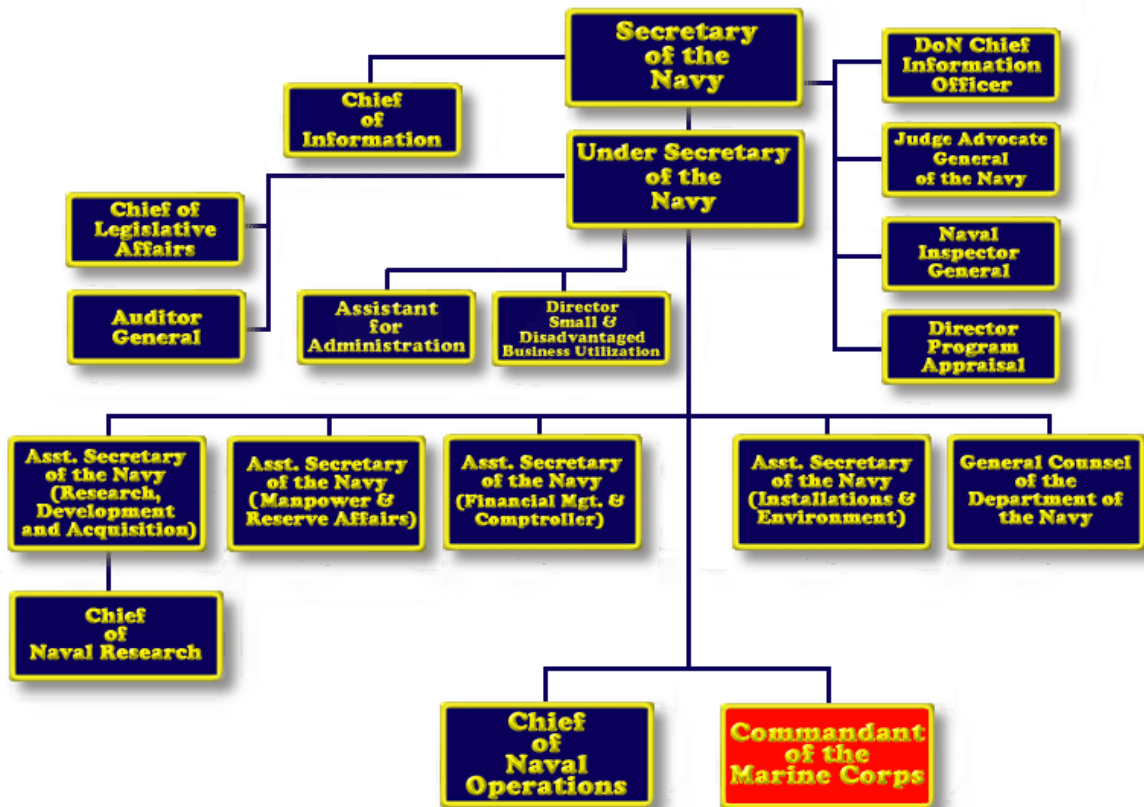 Secretary
of the
Navy
Chief
of
Information
DoN Chief
Information
Officer
Under Secretary
of the
Navy
Judge Advocate
General
of the Navy
Chief of
Legislative
Affairs
Naval
Inspector
General
Auditor
General
Assistant
for
Administration
Director
Small &
Disadvantaged
Business Utilization
Director
Program
Appraisal
Asst. Secretary
of the Navy
(Research,
Development
and Acquisition)
Asst. Secretary
of the Navy
(Manpower &
Reserve Affairs)
Asst. Secretary
of the Navy
(Financial Mgt. &
Comptroller)
Asst. Secretary
of the Navy
(Installations &
Environment)
General Counsel
of the
Department of
the Navy
Chief
of
Naval Research
Chief
of
Naval
Operations
Commandant
of the
Marine Corps